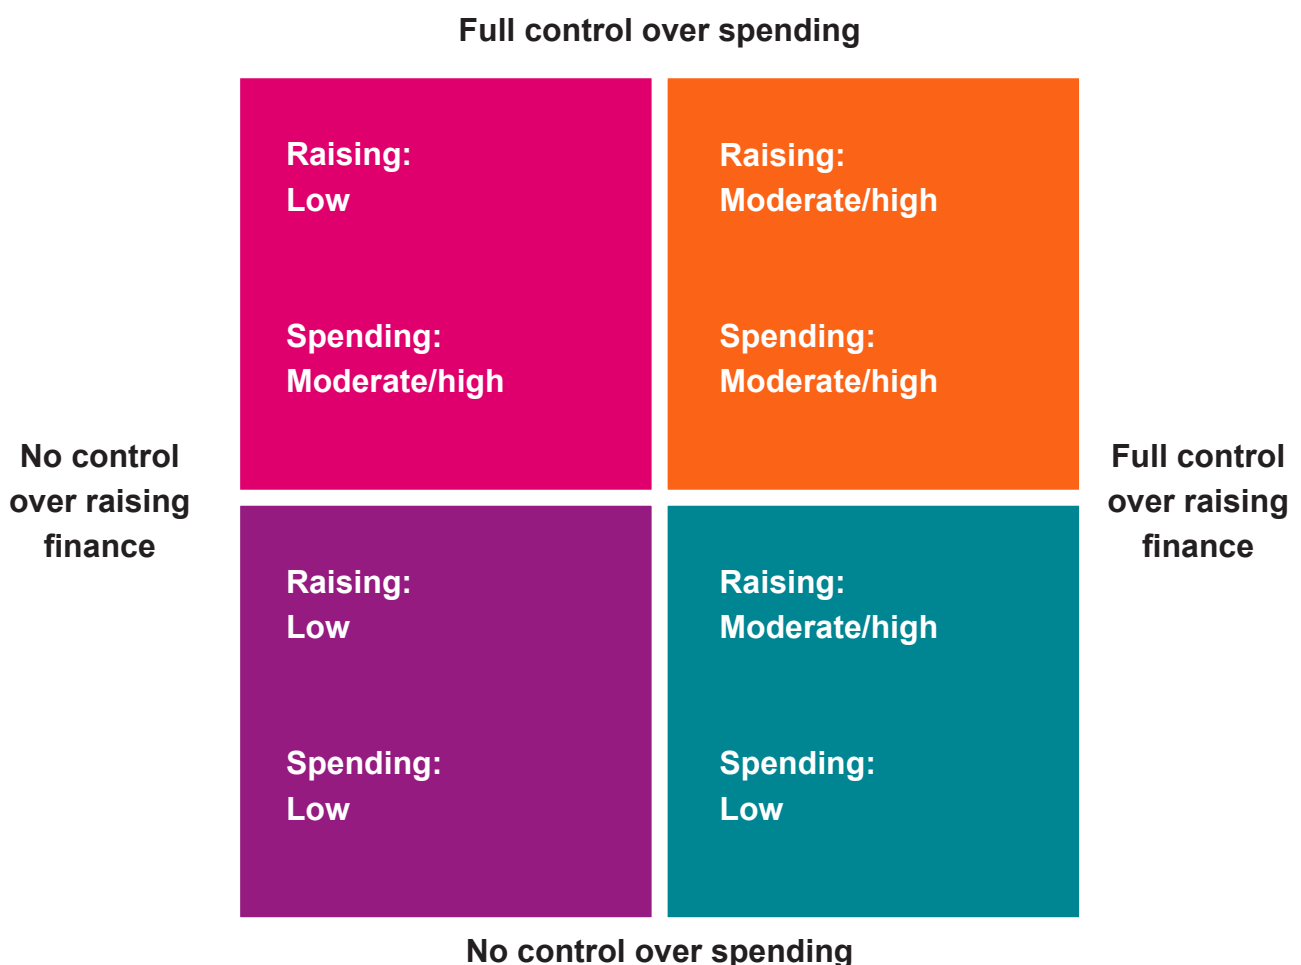 Full control over spending
Raising:
Low
Spending:
Moderate/high
Raising:
Moderate/high
Spending:
Moderate/high
No control
over raising
finance
Full control
over raising
finance
Raising:
Low
Spending:
Low
Raising:
Moderate/high
Spending:
Low
No control over spending